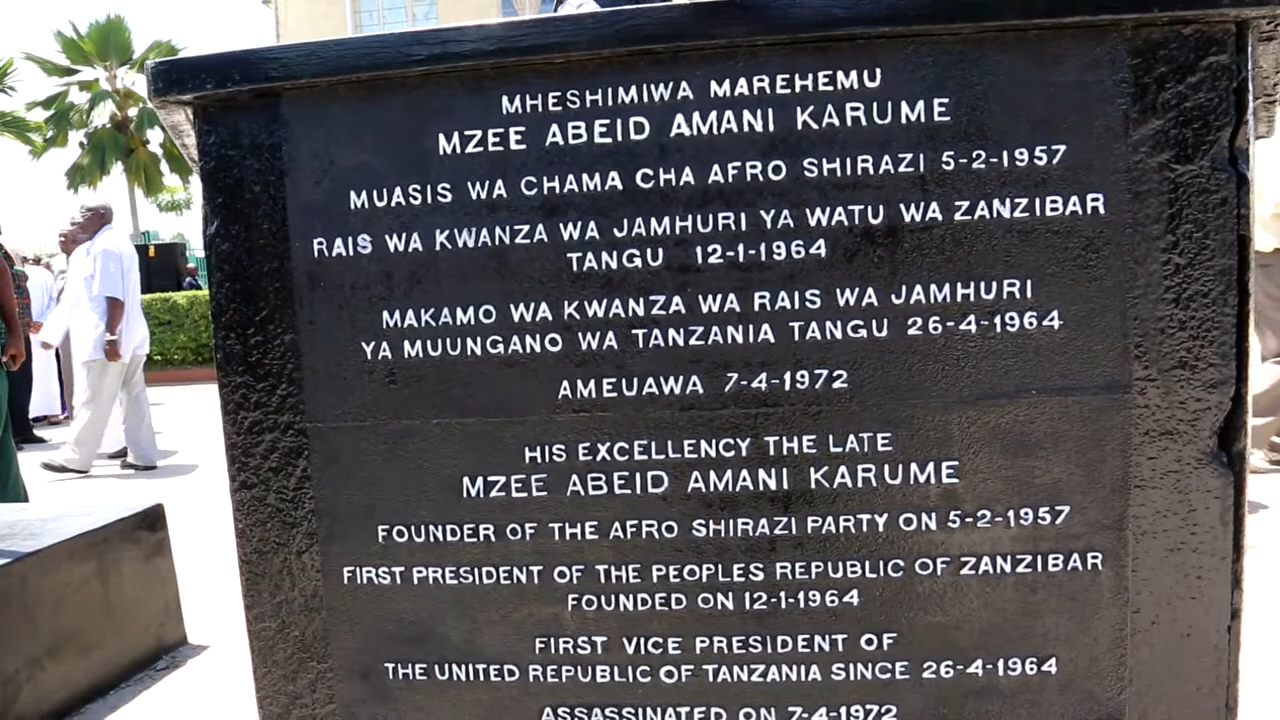 MHESHIMIWA MAREHEMU
MZEE ABEID AMANI KARUME
MUASIS WA CHAMA CHA AFRO SHIRAZI 5-2-1957
RAIS WA KWANZA WA JAMHURI YA WATU WA ZANZIBAR
TANGU 12-1-1964
MAKAMO WA KWANZA WA RAIS WA JAMHURI
YA MUUNGANO WA TANZANIA TANGU 26-4-1964
AMEUAWA 7-4-1972
HIS EXCELLENCY THE LATE
MZEE ABEID AMANI KARUME
FOUNDER OF THE AFRO SHIRAZI PARTY ON 5-2-1957
FIRST PRESIDENT OF THE PEOPLES REPUBLIC OF ZANZIBAR
FOUNDED ON 12-1-1964
FIRST VICE PRESIDENT OF
THE UNITED REPUBLIC OF TANZANIA SINCE 26-4-1964
ASSASSINATED ON 7-4-1972